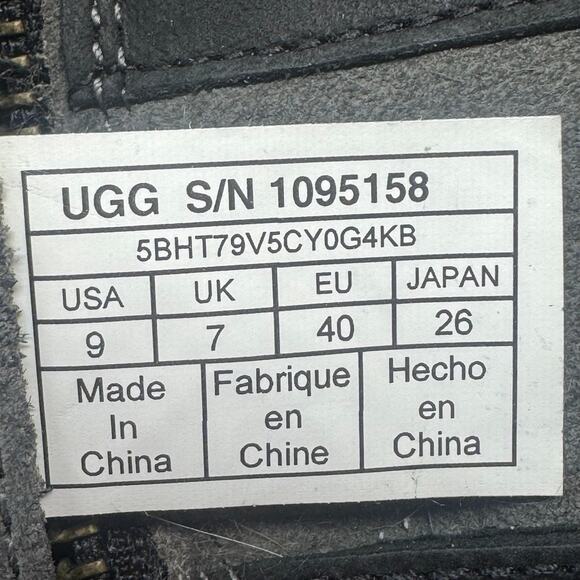 UGG S/N 1095158
5BHT79V5CY0G4KB
USA UK EU JAPAN
9 7 40 26
Made Fabrique Hecho
In en en
China Chine China